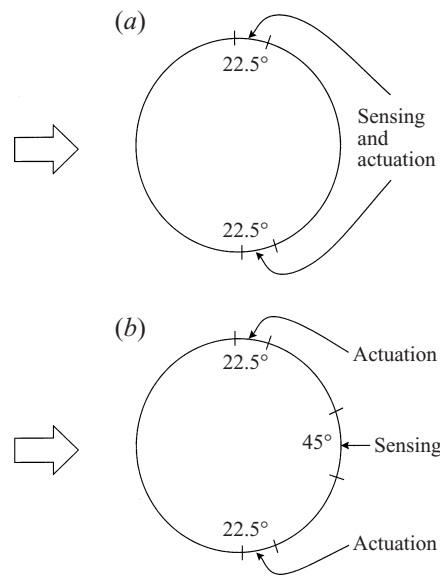 (a)
22.5°
Sensing
and
actuation
22.5°
(b)
22.5°
Actuation
45°
Sensing
22.5°
Actuation